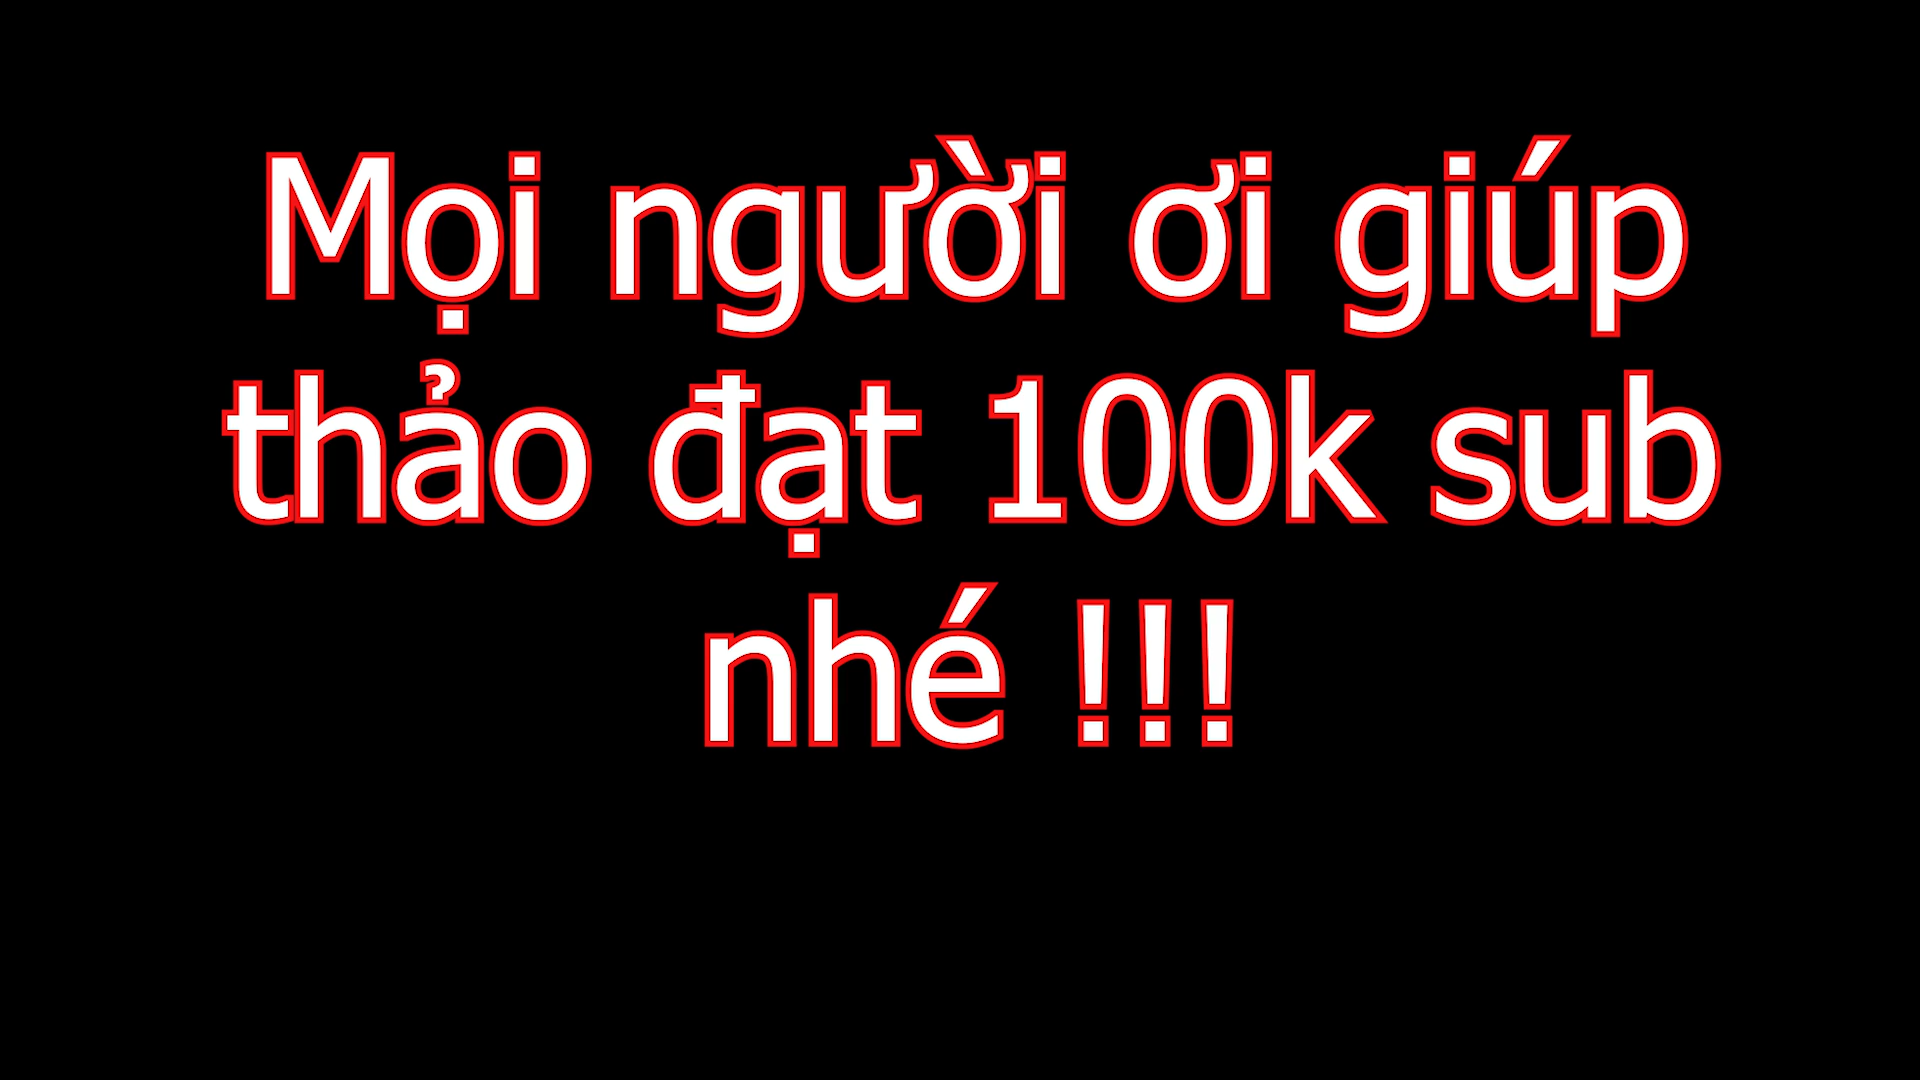 Mọi người ơi giúp
thảo đạt 100k sub
nhé !!!